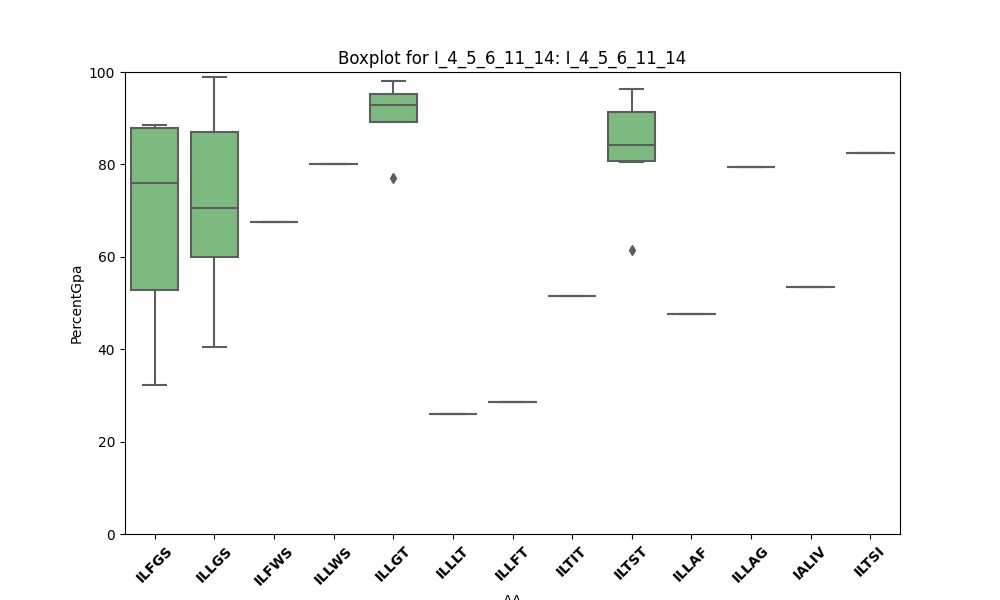 Boxplot for I_4_5_6_11_14: I_4_5_6_11_14
100
80
60
40
20
0
PercentGpa
ILFGS ILLGS ILFWS ILLWS ILLGT ILLLT ILLFT ILTIT ILTST ILLAF ILLAG IALIV ILTSI
AA